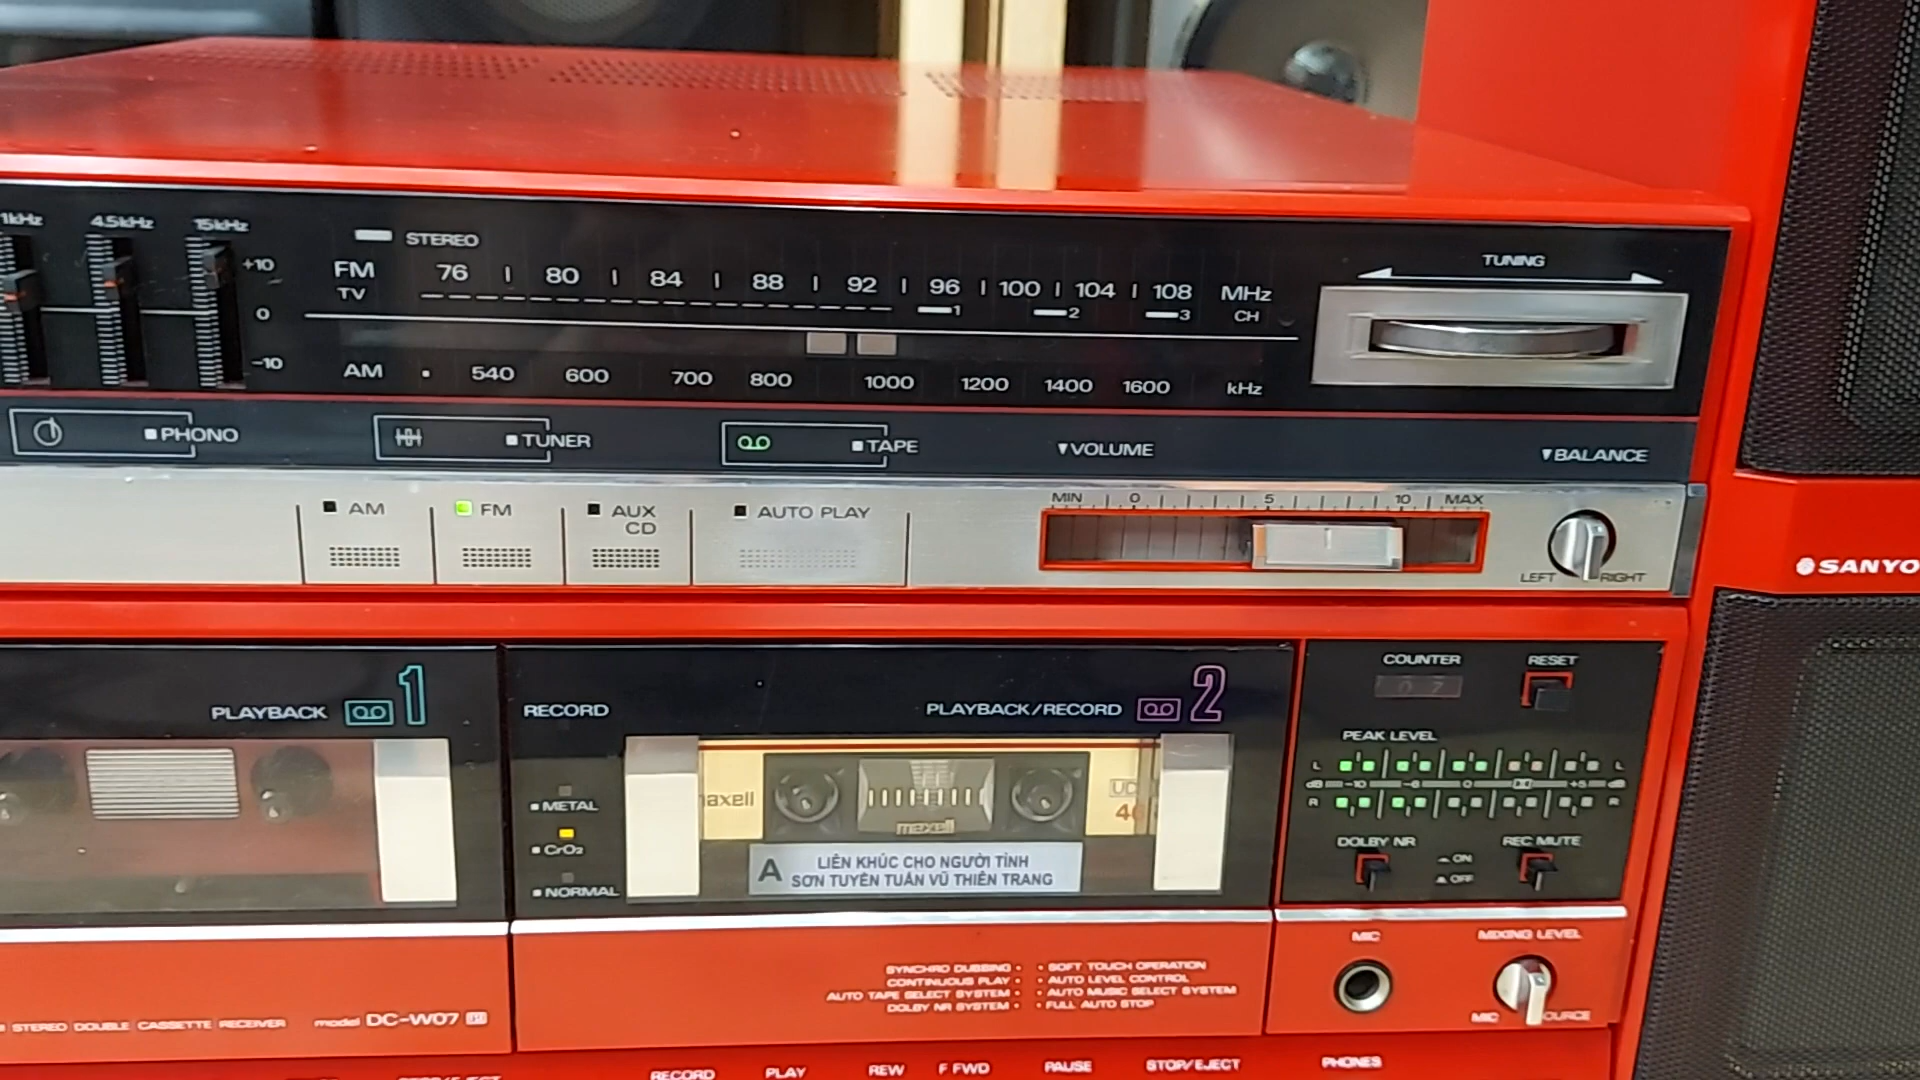 1kHz 4.5kHz 15kHz
+10
0
-10
STEREO
FM 76 80 84 88 92 96 100 104 108 MHz
TV 1 2 3 CH
AM 540 600 700 800 1000 1200 1400 1600 kHz
TUNING
PHONO TUNER TAPE ▼VOLUME ▼BALANCE
AM FM AUX CD AUTO PLAY
MIN 0 5 10 MAX
LEFT RIGHT
SANYO
PLAYBACK 1
RECORD PLAYBACK/RECORD 2
METAL
CrO2
NORMAL
maxell
A LIÊN KHÚC CHO NGƯỜI TÌNH
SƠN TUYỀN TUẤN VŨ THIÊN TRANG
COUNTER RESET
PEAK LEVEL
L L
dB -10 0 +5 dB
R R
DOLBY NR ON REC MUTE
OFF
MIC MIXING LEVEL
MIC
SYNCHRO DUBBING • • SOFT TOUCH OPERATION
CONTINUOUS PLAY • • AUTO LEVEL CONTROL
AUTO TAPE SELECT SYSTEM • • AUTO MUSIC SELECT SYSTEM
DOLBY NR SYSTEM • • FULL AUTO STOP
STEREO DOUBLE CASSETTE RECEIVER model DC-W07
RECORD PLAY REW F FWD PAUSE STOP/EJECT PHONES